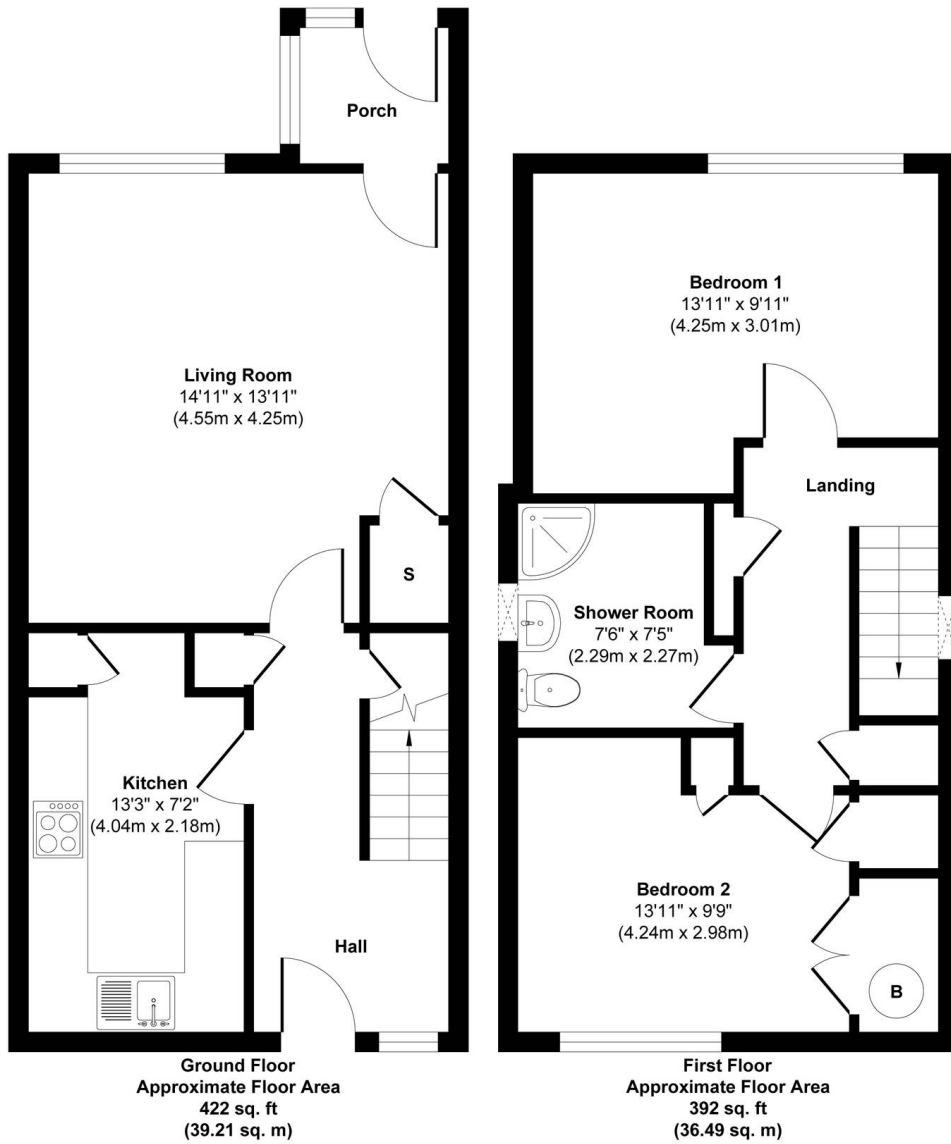 Porch
Living Room
14'11" x 13'11"
(4.55m x 4.25m)
S
Kitchen
13'3" x 7'2"
(4.04m x 2.18m)
Hall
Ground Floor
Approximate Floor Area
422 sq. ft
(39.21 sq. m)
Bedroom 1
13'11" x 9'11"
(4.25m x 3.01m)
Landing
Shower Room
7'6" x 7'5"
(2.29m x 2.27m)
Bedroom 2
13'11" x 9'9"
(4.24m x 2.98m)
B
First Floor
Approximate Floor Area
392 sq. ft
(36.49 sq. m)